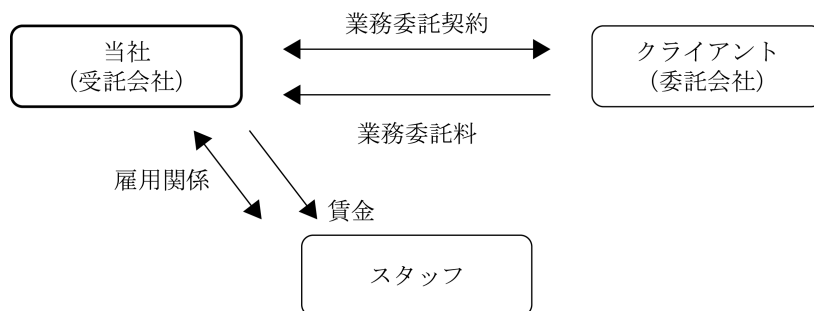 業務委託契約
当社
(受託会社)
クライアント
(委託会社)
業務委託料
雇用関係
賃金
スタッフ